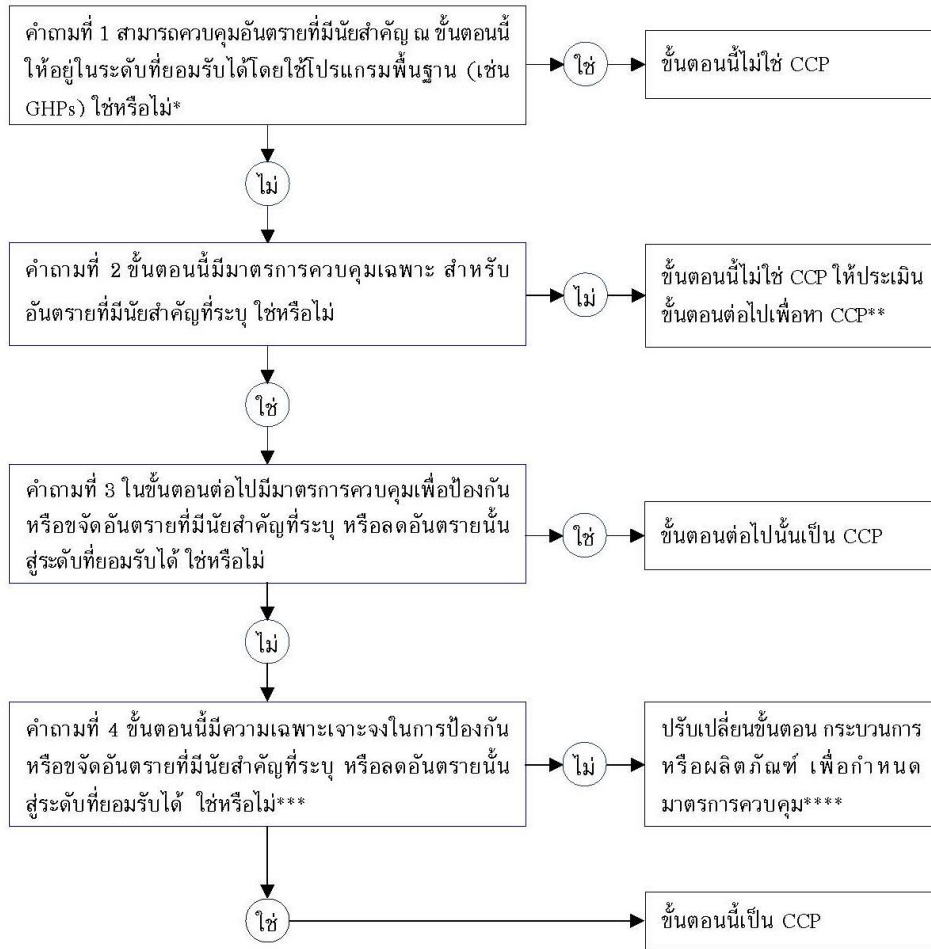 คำถามที่ 1 สามารถควบคุมอันตรายที่มีนัยสำคัญ ณ ขั้นตอนนี้
ให้อยู่ในระดับที่ยอมรับได้โดยใช้โปรแกรมพื้นฐาน (เช่น
GHPs) ใช่หรือไม่*
ใช่
ขั้นตอนนี้ไม่ใช่ CCP
ไม่
คำถามที่ 2 ขั้นตอนนี้มีมาตรการควบคุมเฉพาะ สำหรับ
อันตรายที่มีนัยสำคัญที่ระบุ ใช่หรือไม่
ไม่
ขั้นตอนนี้ไม่ใช่ CCP ให้ประเมิน
ขั้นตอนต่อไปเพื่อหา CCP**
ใช่
คำถามที่ 3 ในขั้นตอนต่อไปมีมาตรการควบคุมเพื่อป้องกัน
หรือขจัดอันตรายที่มีนัยสำคัญที่ระบุ หรือลดอันตรายนั้น
สู่ระดับที่ยอมรับได้ ใช่หรือไม่
ใช่
ขั้นตอนต่อไปนั้นเป็น CCP
ไม่
คำถามที่ 4 ขั้นตอนนี้มีความเฉพาะเจาะจงในการป้องกัน
หรือขจัดอันตรายที่มีนัยสำคัญที่ระบุ หรือลดอันตรายนั้น
สู่ระดับที่ยอมรับได้ ใช่หรือไม่***
ไม่
ปรับเปลี่ยนขั้นตอน กระบวนการ
หรือผลิตภัณฑ์ เพื่อกำหนด
มาตรการควบคุม****
ใช่
ขั้นตอนนี้เป็น CCP